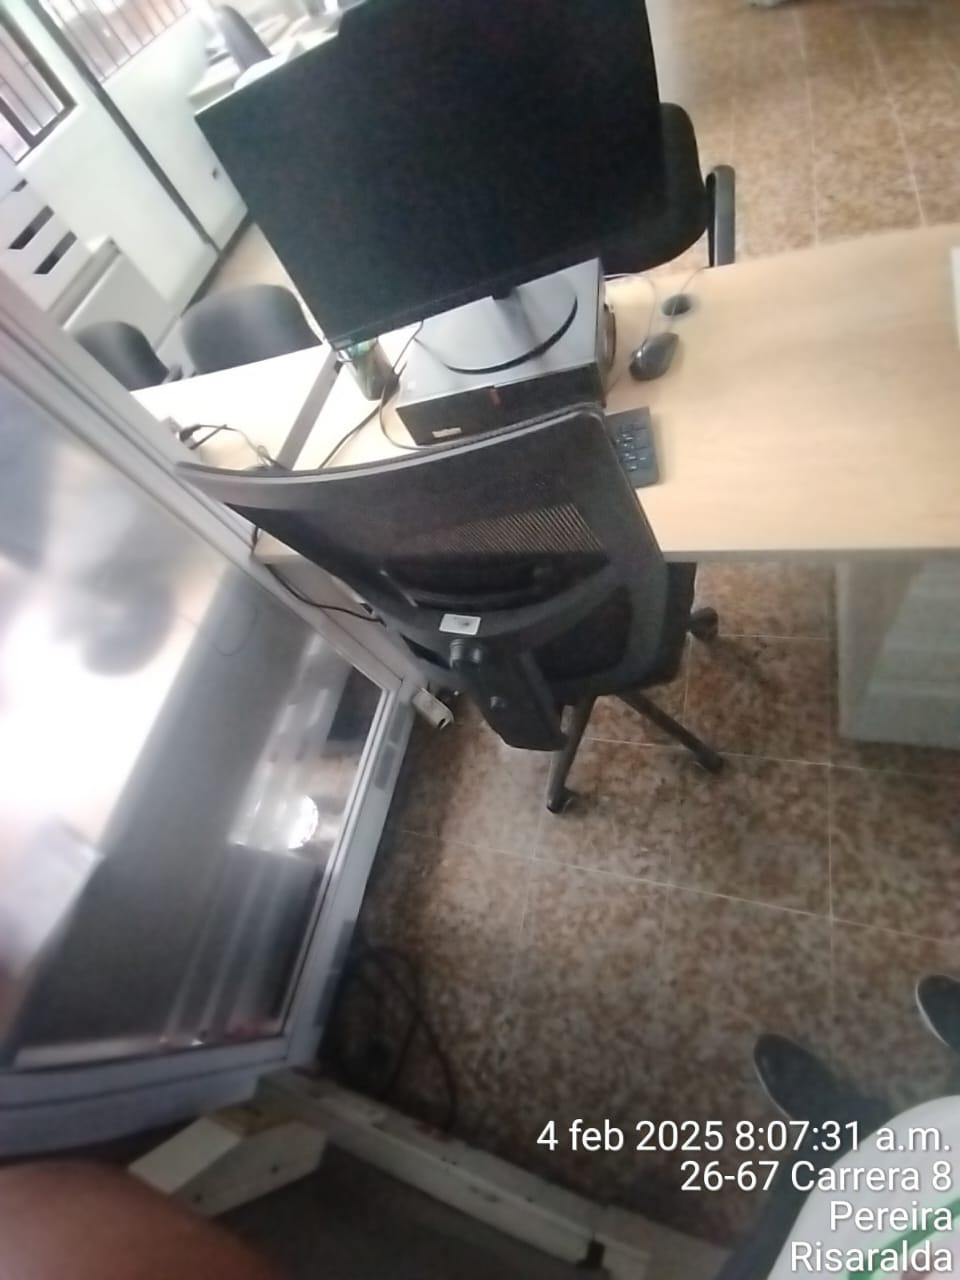 4 feb 2025 8:07:31 a.m.
26-67 Carrera 8
Pereira
Risaralda